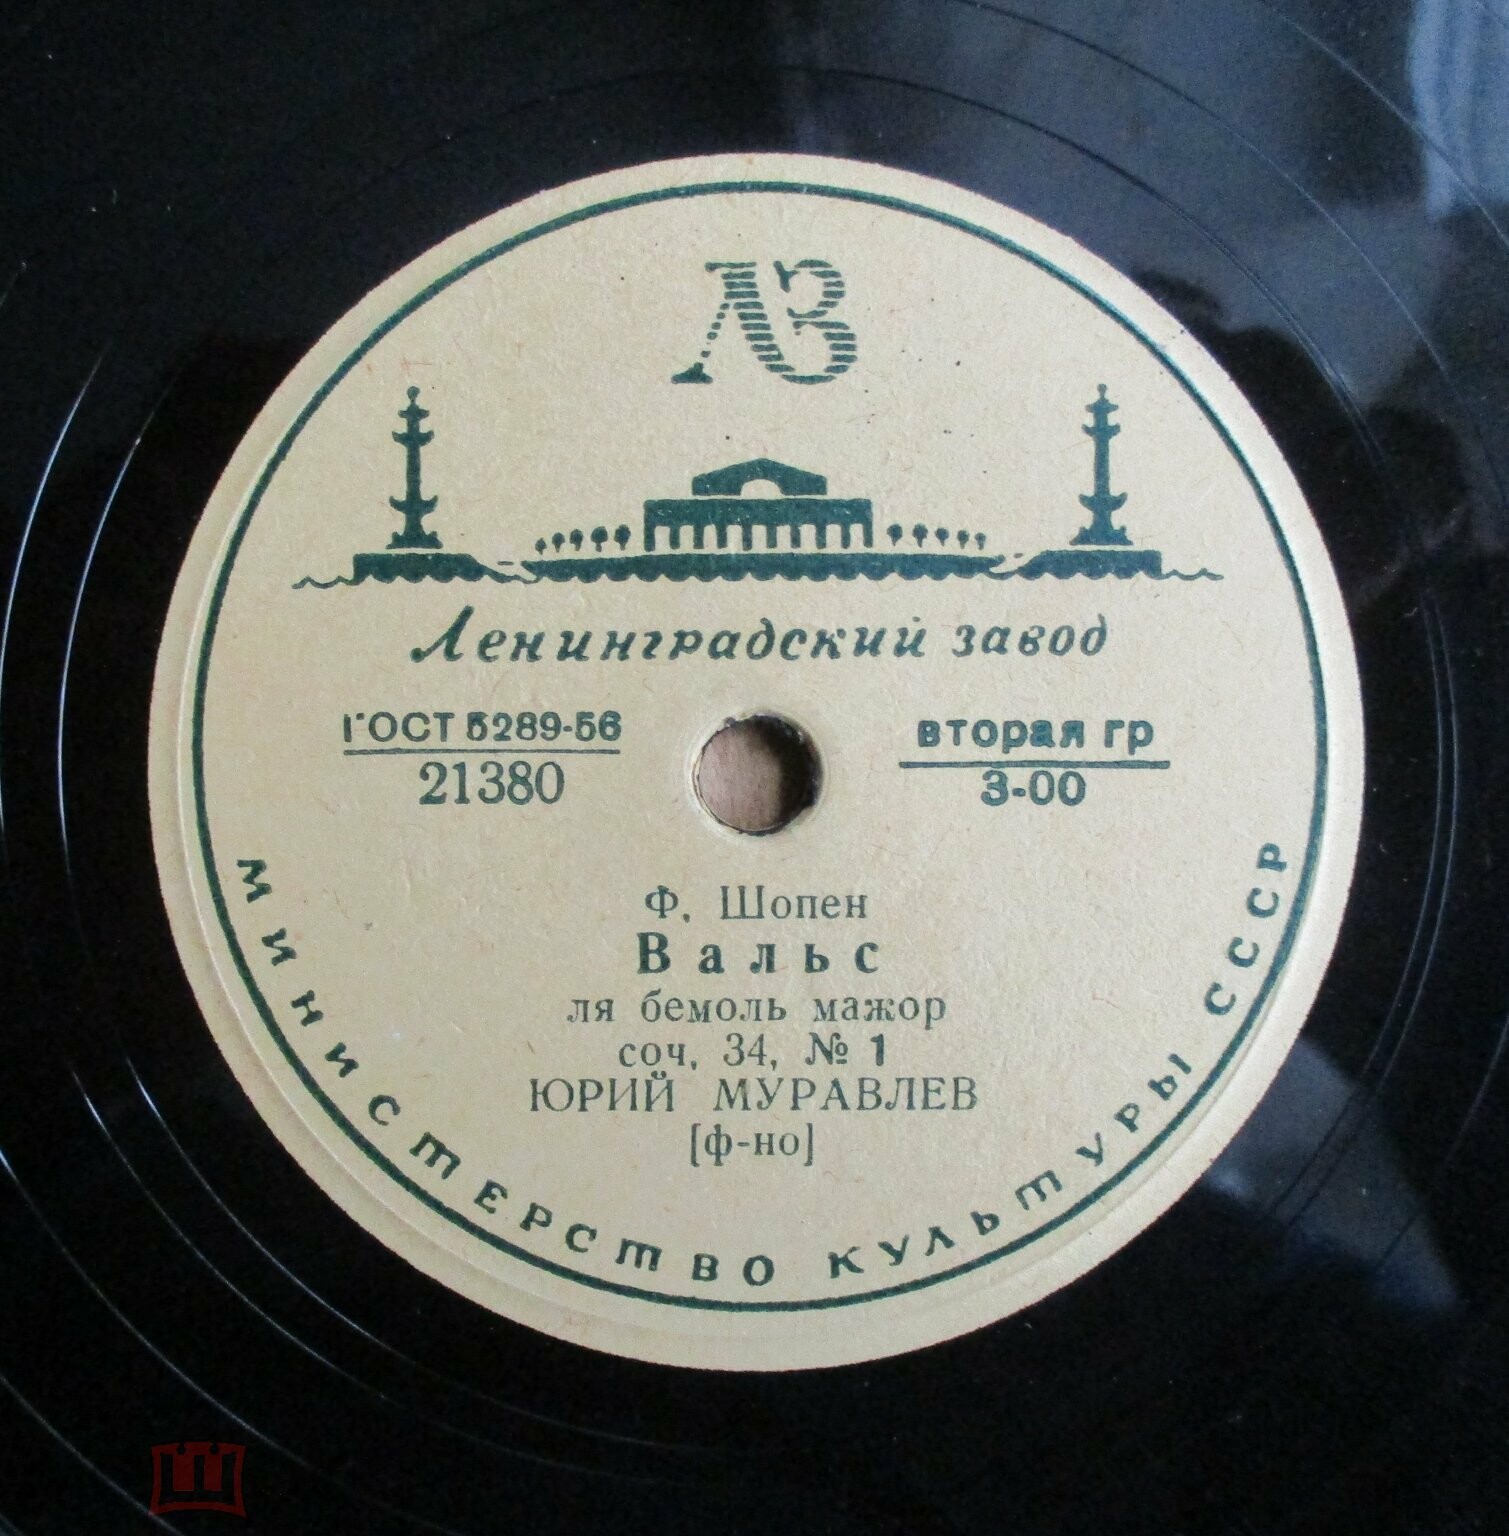 ЛЗ
Ленинградский завод
ГОСТ 5289-56
21380
вторая гр
3-00
Ф. Шопен
Вальс
ля бемоль мажор
соч. 34, № 1
ЮРИЙ МУРАВЛЕВ
[ф-но]
МИНИСТЕРСТВО КУЛЬТУРЫ СССР